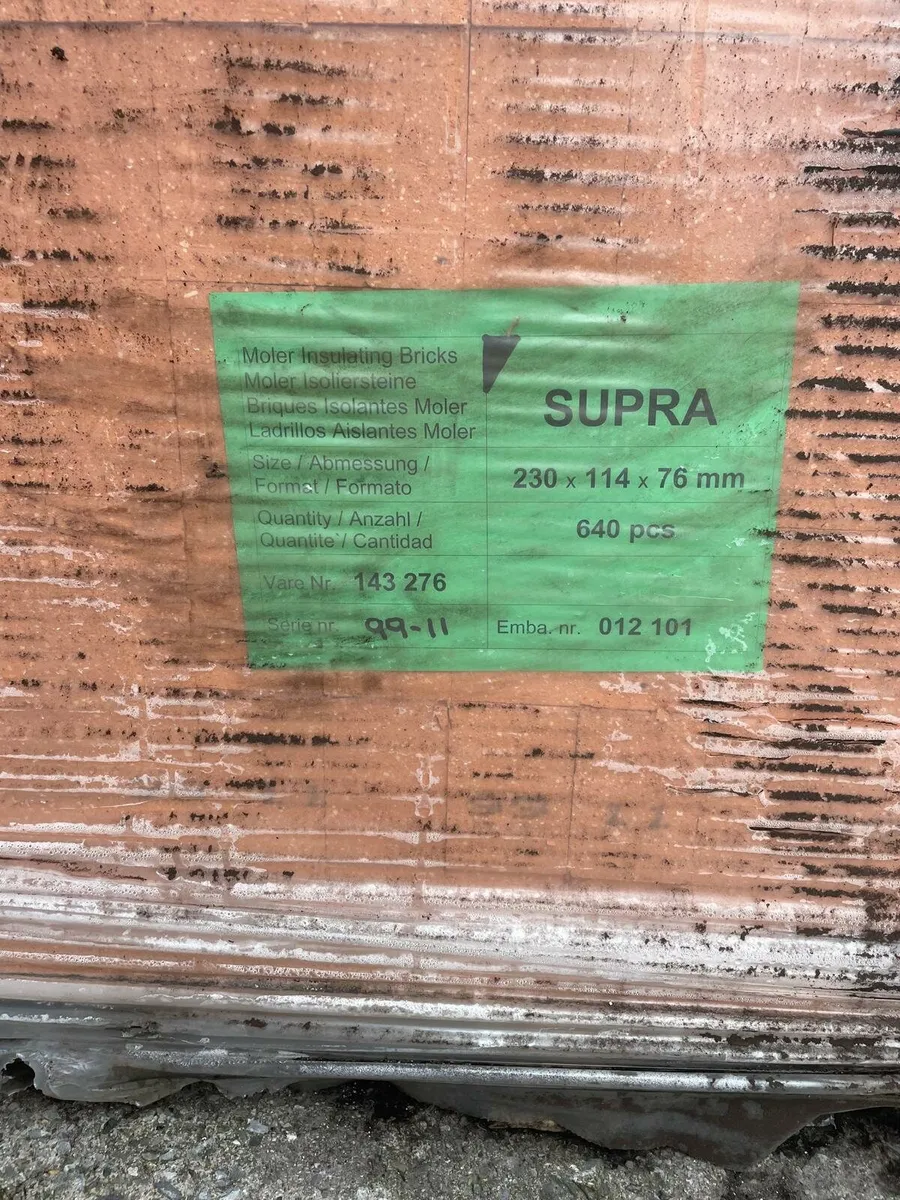 Moler Insulating Bricks
Moler Isoliersteine
Briques Isolantes Moler
Ladrillos Aislantes Moler
SUPRA
Size / Abmessung /
Format / Formato
230 x 114 x 76 mm
Quantity / Anzahl /
Quantite / Cantidad
640 pcs
Vare Nr. 143 276
Serie nr. 99-11
Emba. nr. 012 101